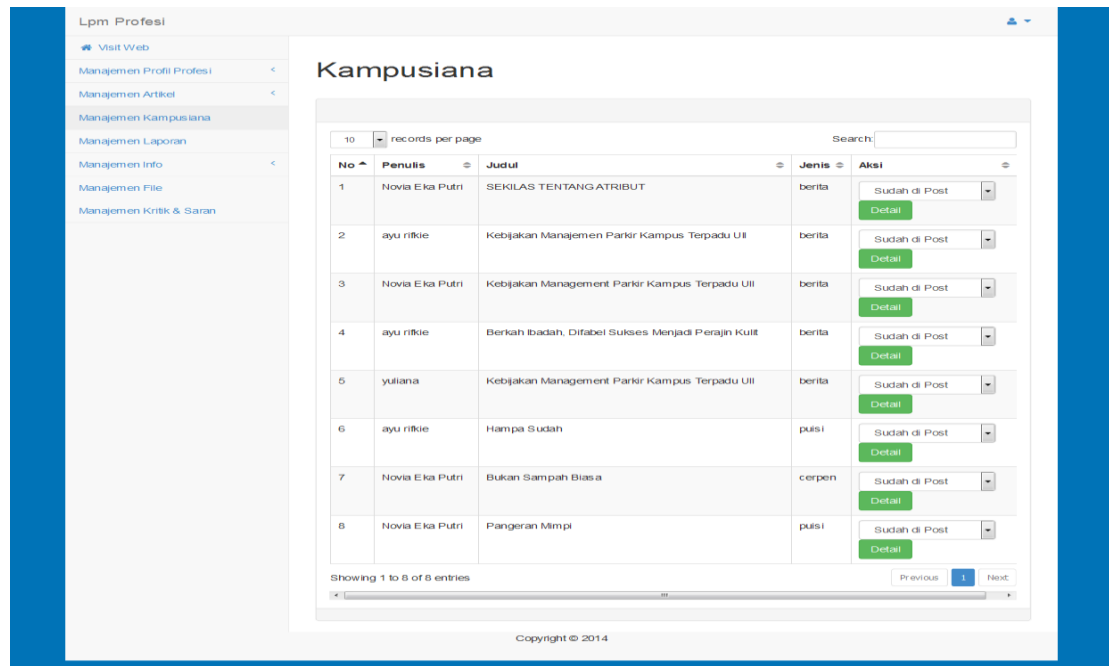 Lpm Profesi
Visit Web
Manajemen Profil Profesi
Manajemen Artikel
Manajemen Kampusiana
Manajemen Laporan
Manajemen Info
Manajemen File
Manajemen Kritik & Saran
Kampusiana
10 records per page Search:
No Penulis Judul Jenis Aksi
1 Novia Eka Putri SEKILAS TENTANG ATRIBUT berita Sudah di Post
Detail
2 ayu rifkie Kebijakan Manajemen Parkir Kampus Terpadu UII berita Sudah di Post
Detail
3 Novia Eka Putri Kebijakan Management Parkir Kampus Terpadu UII berita Sudah di Post
Detail
4 ayu rifkie Berkah Ibadah, Difabel Sukses Menjadi Perajin Kulit berita Sudah di Post
Detail
5 yuliana Kebijakan Management Parkir Kampus Terpadu UII berita Sudah di Post
Detail
6 ayu rifkie Hampa Sudah puisi Sudah di Post
Detail
7 Novia Eka Putri Bukan Sampah Biasa cerpen Sudah di Post
Detail
8 Novia Eka Putri Pangeran Mimpi puisi Sudah di Post
Detail
Showing 1 to 8 of 8 entries Previous 1 Next
Copyright © 2014